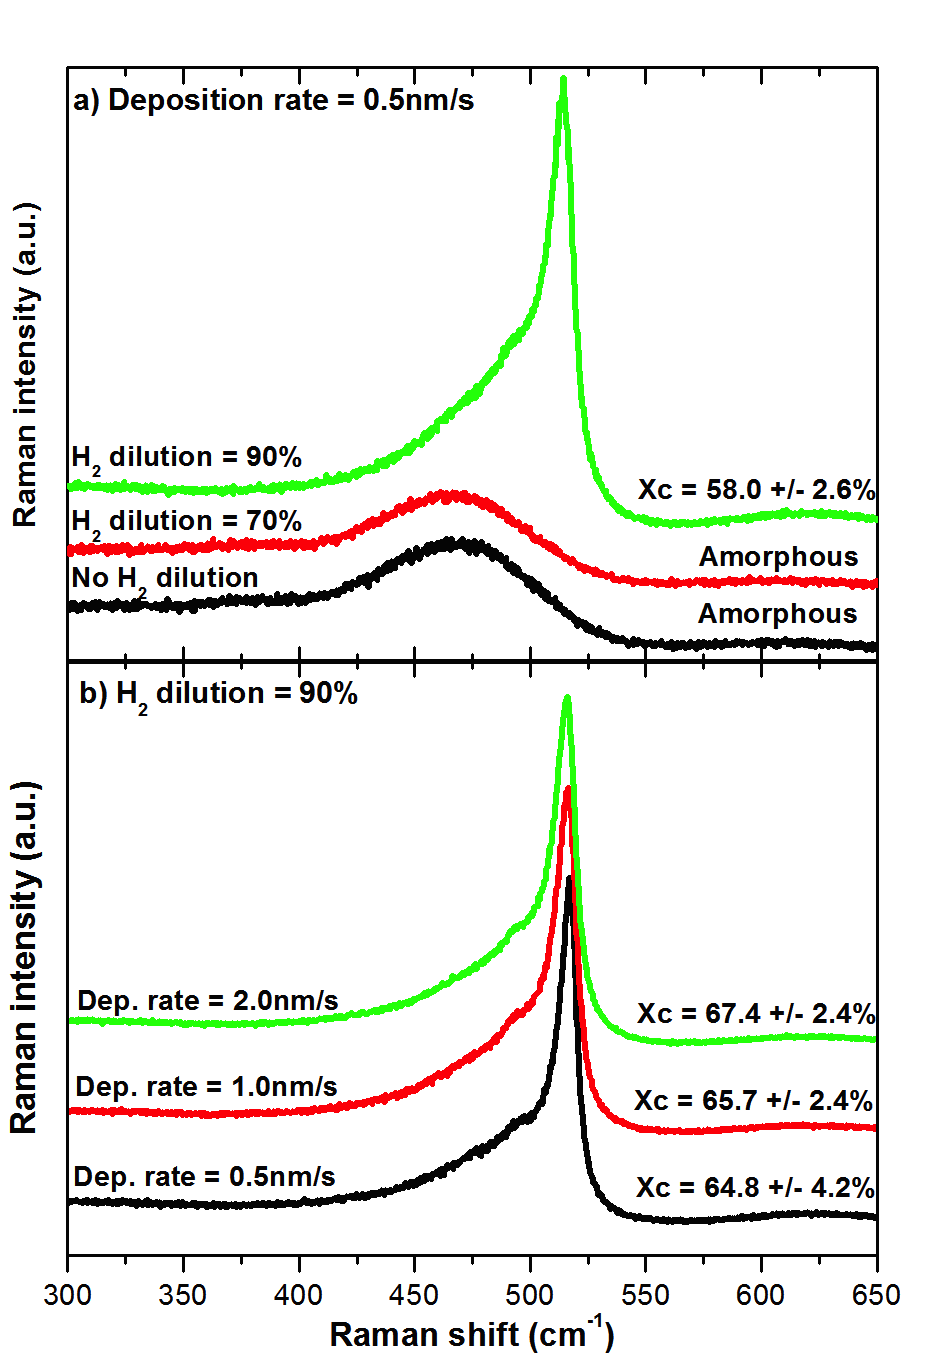 a) Deposition rate = 0.5nm/s
Raman intensity (a.u.)
H2 dilution = 90%
Xc = 58.0 +/- 2.6%
H2 dilution = 70%
Amorphous
No H2 dilution
Amorphous
b) H2 dilution = 90%
Raman intensity (a.u.)
Dep. rate = 2.0nm/s
Xc = 67.4 +/- 2.4%
Dep. rate = 1.0nm/s
Xc = 65.7 +/- 2.4%
Dep. rate = 0.5nm/s
Xc = 64.8 +/- 4.2%
300 350 400 450 500 550 600 650
Raman shift (cm-1)